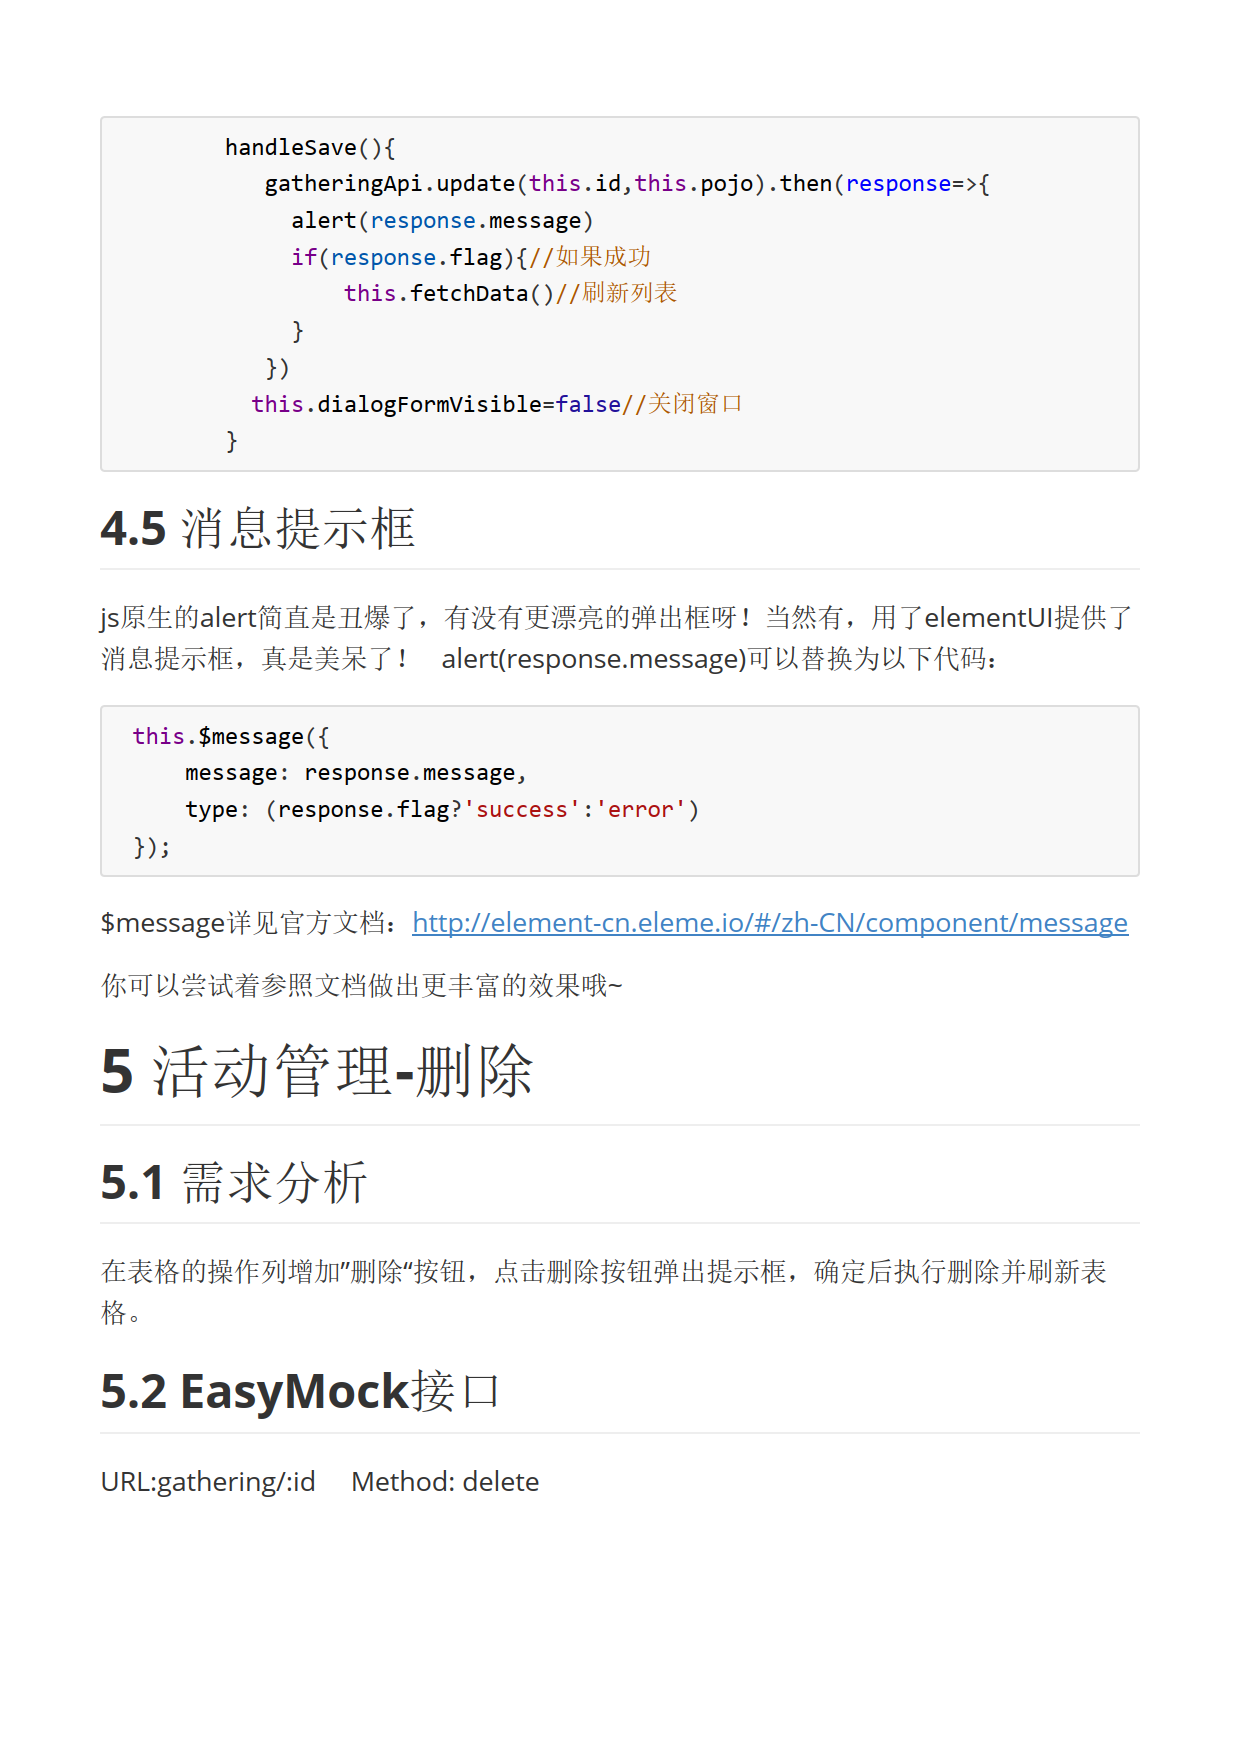 handleSave(){
gatheringApi.update(this.id,this.pojo).then(response=>{
alert(response.message)
if(response.flag){//如果成功
this.fetchData()//刷新列表
}
})
this.dialogFormVisible=false//关闭窗口
}
4.5 消息提示框
js原生的alert简直是丑爆了，有没有更漂亮的弹出框呀！当然有，用了elementUI提供了
消息提示框，真是美呆了！ alert(response.message)可以替换为以下代码：
this.$message({
message: response.message,
type: (response.flag?'success':'error')
});
$message详见官方文档：http://element-cn.eleme.io/#/zh-CN/component/message
你可以尝试着参照文档做出更丰富的效果哦~
5 活动管理-删除
5.1 需求分析
在表格的操作列增加”删除“按钮，点击删除按钮弹出提示框，确定后执行删除并刷新表
格。
5.2 EasyMock接口
URL:gathering/:id Method: delete